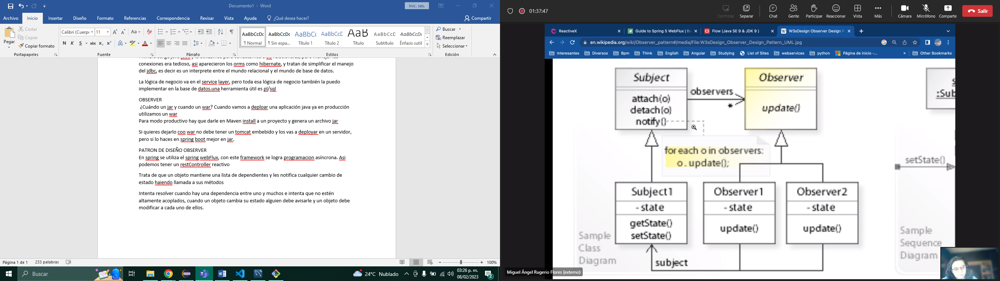 Documento1 - Word
Inic. ses.
Archivo Inicio Insertar Diseño Formato Referencias Correspondencia Revisar Vista Ayuda ¿Qué desea hacer? Compartir
Pegar
Cortar
Copiar
Copiar formato
Portapapeles
Calibri (Cuerpo 11
N K S abc x₂ x²
Fuente
Párrafo
AaBbCcDc AaBbCcDc AaBbCc AaBbCcD AaB AaBbCcD AaBbCcDc
¶ Normal ¶ Sin espa... Título 1 Título 2 Título Subtítulo Énfasis sutil
Estilos
Buscar
Reemplazar
Seleccionar
Edición
conexiones era tedioso, asi aparecieron los orms como hibernate, y tratan de simplificar el manejo
del jdbc, es decir es un interprete entre el mundo relacional y el mundo de base de datos.
La lógica de negocio va en el service layer, pero toda esa lógica de negocio también la puedo
implementar en la base de datos.una herramienta útil es pl/sql
OBSERVER
¿Cuándo un jar y cuando un war? Cuando vamos a deploar una aplicación java ya en producción
utilizamos un war
Para modo productivo hay que darle en Maven install a un proyecto y genera un archivo jar
Si quieres dejarlo coo war no debe tener un tomcat embebido y los vas a deployar en un servidor,
pero si lo haces en spring boot mejor en jar.
PATRON DE DISEÑO OBSERVER
En spring se utiliza el spring webFlux, con este framework se logra programacion asíncrona. Asi
podemos tener un restController reactivo
Trata de que un objeto mantiene una lista de dependientes y les notifica cualquier cambio de
estado haiendo llamada a sus métodos
Intenta resolver cuando hay una dependencia entre uno y muchos e intenta que no estén
altamente acoplados, cuando un objeto cambia su estado alguien debe avisarle y un objeto debe
modificar a cada uno de ellos.
Página 1 de 1 233 palabras
100%
Buscar
24°C Nublado
03:26 p. m.
08/02/2023
2
01:37:47
Controlar Separar Chat Gente Participar Reaccionar Vista Más Cámara Micrófono Comparte Salir
ReactiveX
Guide to Spring 5 WebFlux | Ba
Flow (Java SE 9 & JDK 9 )
W3sDesign Observer Design P
en.wikipedia.org/wiki/Observer_pattern#/media/File:W3sDesign_Observer_Design_Pattern_UML.jpg
Interesantes Diversos Bpm Think English Angular Studying List of Sites webservices python Página de inicio -... » Other Bookmarks
Subject
attach(o)
detach(o)
notify()
observers
*
Observer
update()
for each o in observers:
o . update();
Subject1
- state
getState()
setState()
Observer1
- state
update()
Observer2
- state
update()
subject
Sample
Class
Diagram
:Sub
setState()
Sample
Sequence
Diagram
Miguel Ángel Rugerio Flores (externo)